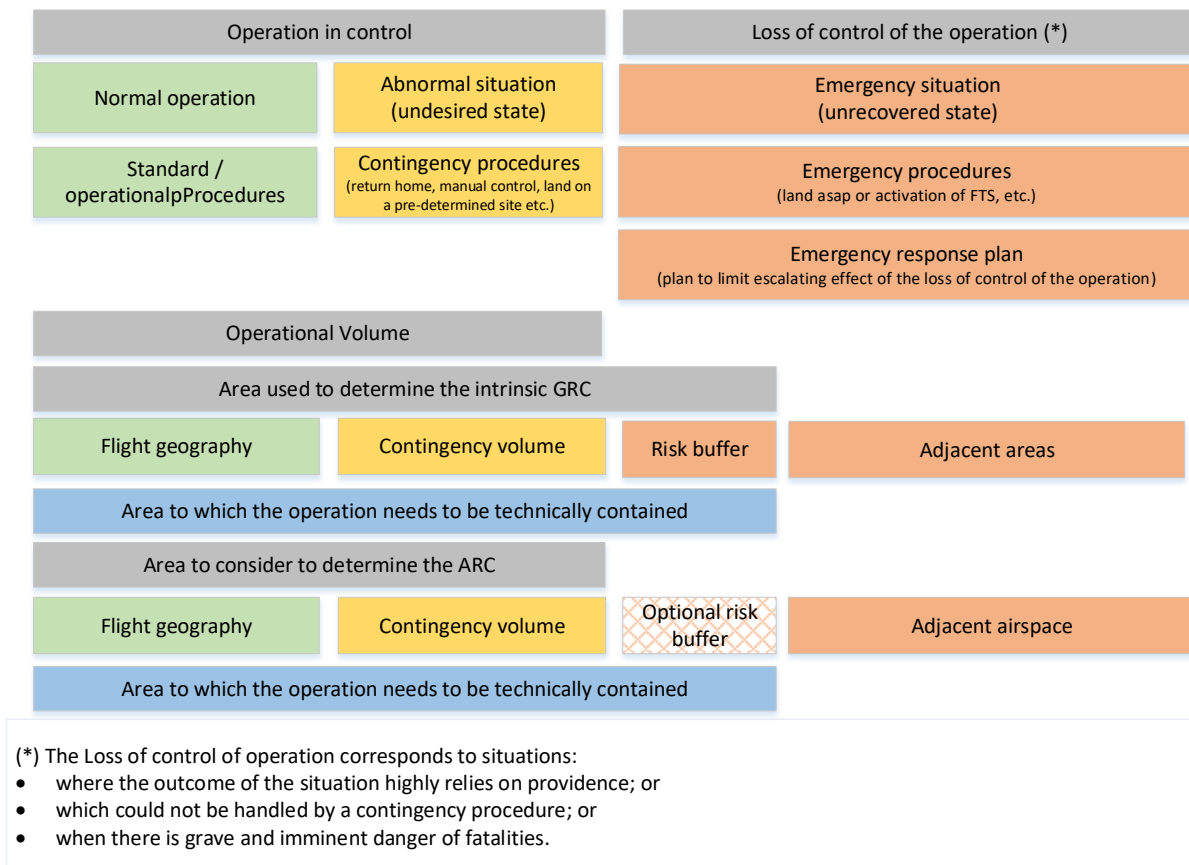 Operation in control
Loss of control of the operation (*)
Normal operation
Abnormal situation
(undesired state)
Emergency situation
(unrecovered state)
Standard /
operationalpProcedures
Contingency procedures
(return home, manual control, land on
a pre-determined site etc.)
Emergency procedures
(land asap or activation of FTS, etc.)
Emergency response plan
(plan to limit escalating effect of the loss of control of the operation)
Operational Volume
Area used to determine the intrinsic GRC
Flight geography
Contingency volume
Risk buffer
Adjacent areas
Area to which the operation needs to be technically contained
Area to consider to determine the ARC
Flight geography
Contingency volume
Optional risk
buffer
Adjacent airspace
Area to which the operation needs to be technically contained
(*) The Loss of control of operation corresponds to situations:
• where the outcome of the situation highly relies on providence; or
• which could not be handled by a contingency procedure; or
• when there is grave and imminent danger of fatalities.